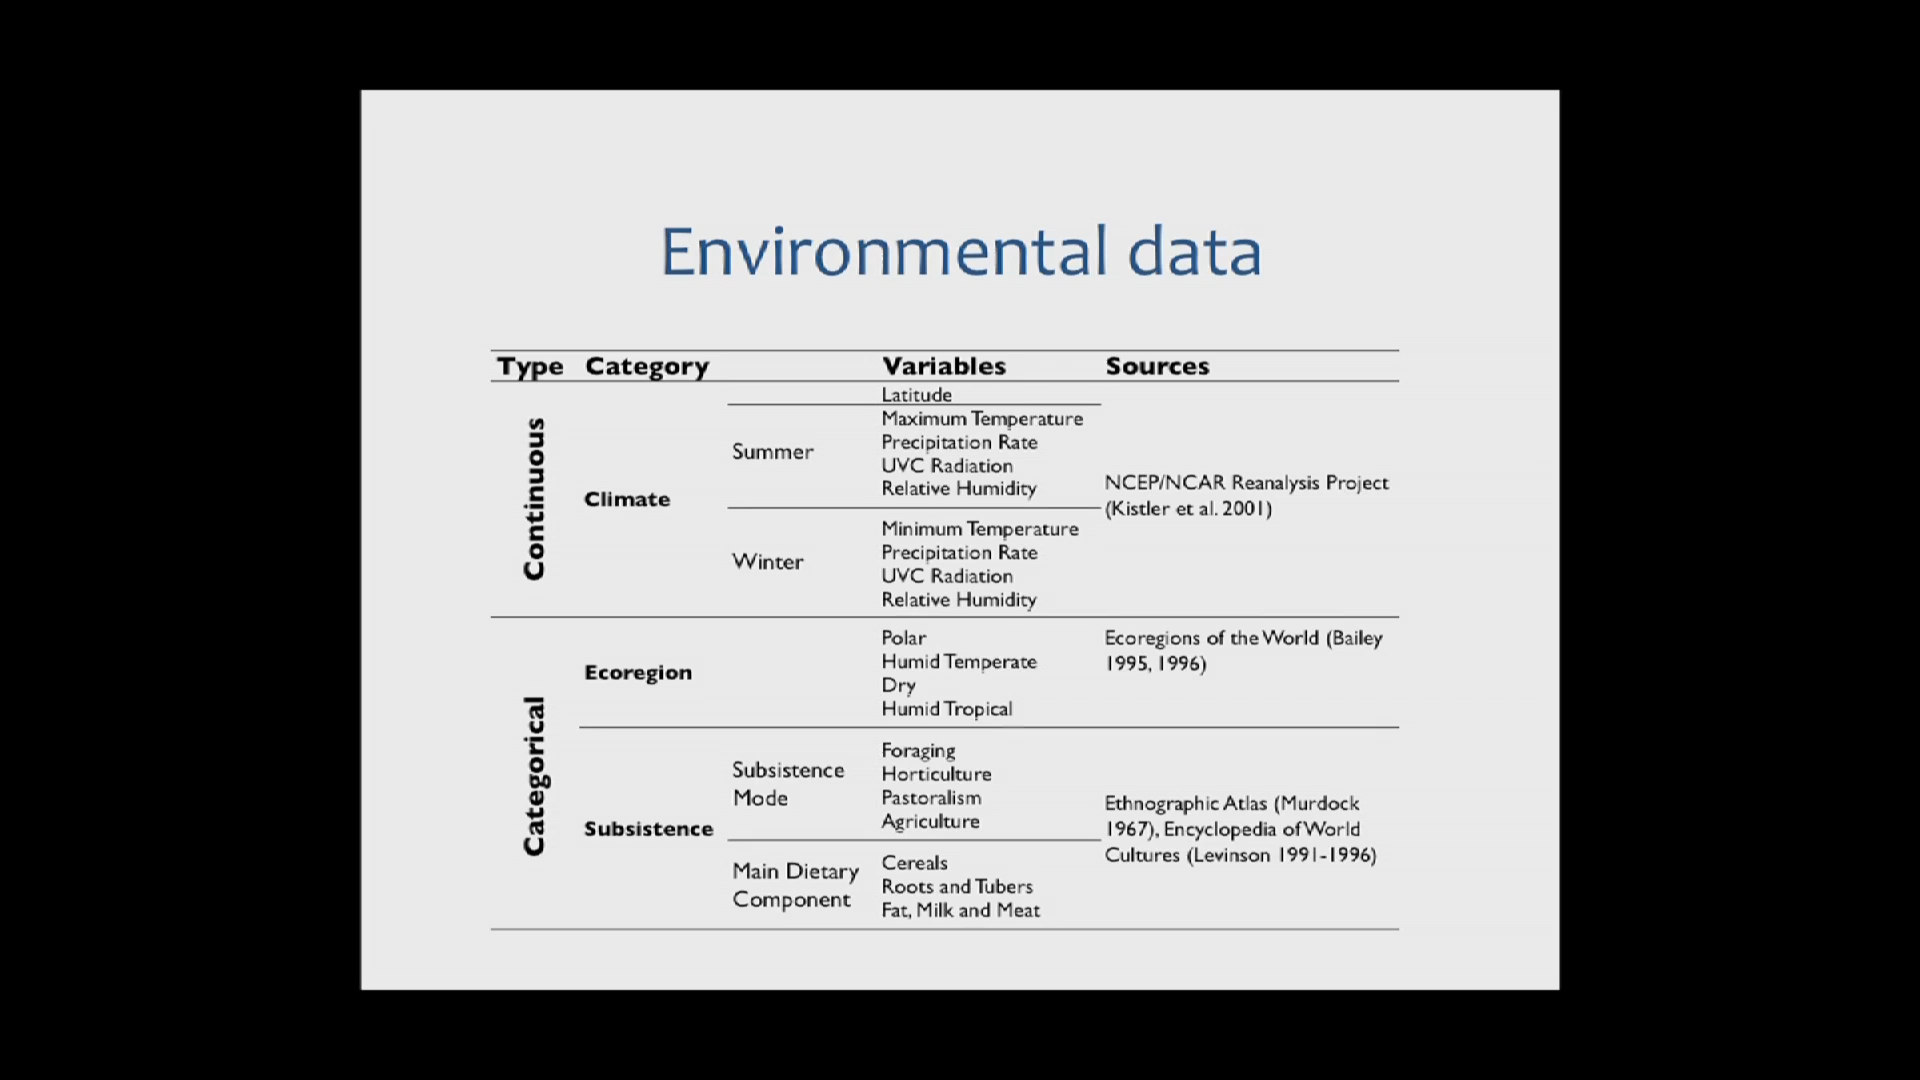 Environmental data
Type Category Variables Sources
Continuous
Climate
Latitude
Summer
Maximum Temperature
Precipitation Rate
UVC Radiation
Relative Humidity
Winter
Minimum Temperature
Precipitation Rate
UVC Radiation
Relative Humidity
NCEP/NCAR Reanalysis Project
(Kistler et al. 2001)
Categorical
Ecoregion
Polar
Humid Temperate
Dry
Humid Tropical
Ecoregions of the World (Bailey
1995, 1996)
Subsistence
Subsistence
Mode
Foraging
Horticulture
Pastoralism
Agriculture
Main Dietary
Component
Cereals
Roots and Tubers
Fat, Milk and Meat
Ethnographic Atlas (Murdock
1967), Encyclopedia of World
Cultures (Levinson 1991-1996)